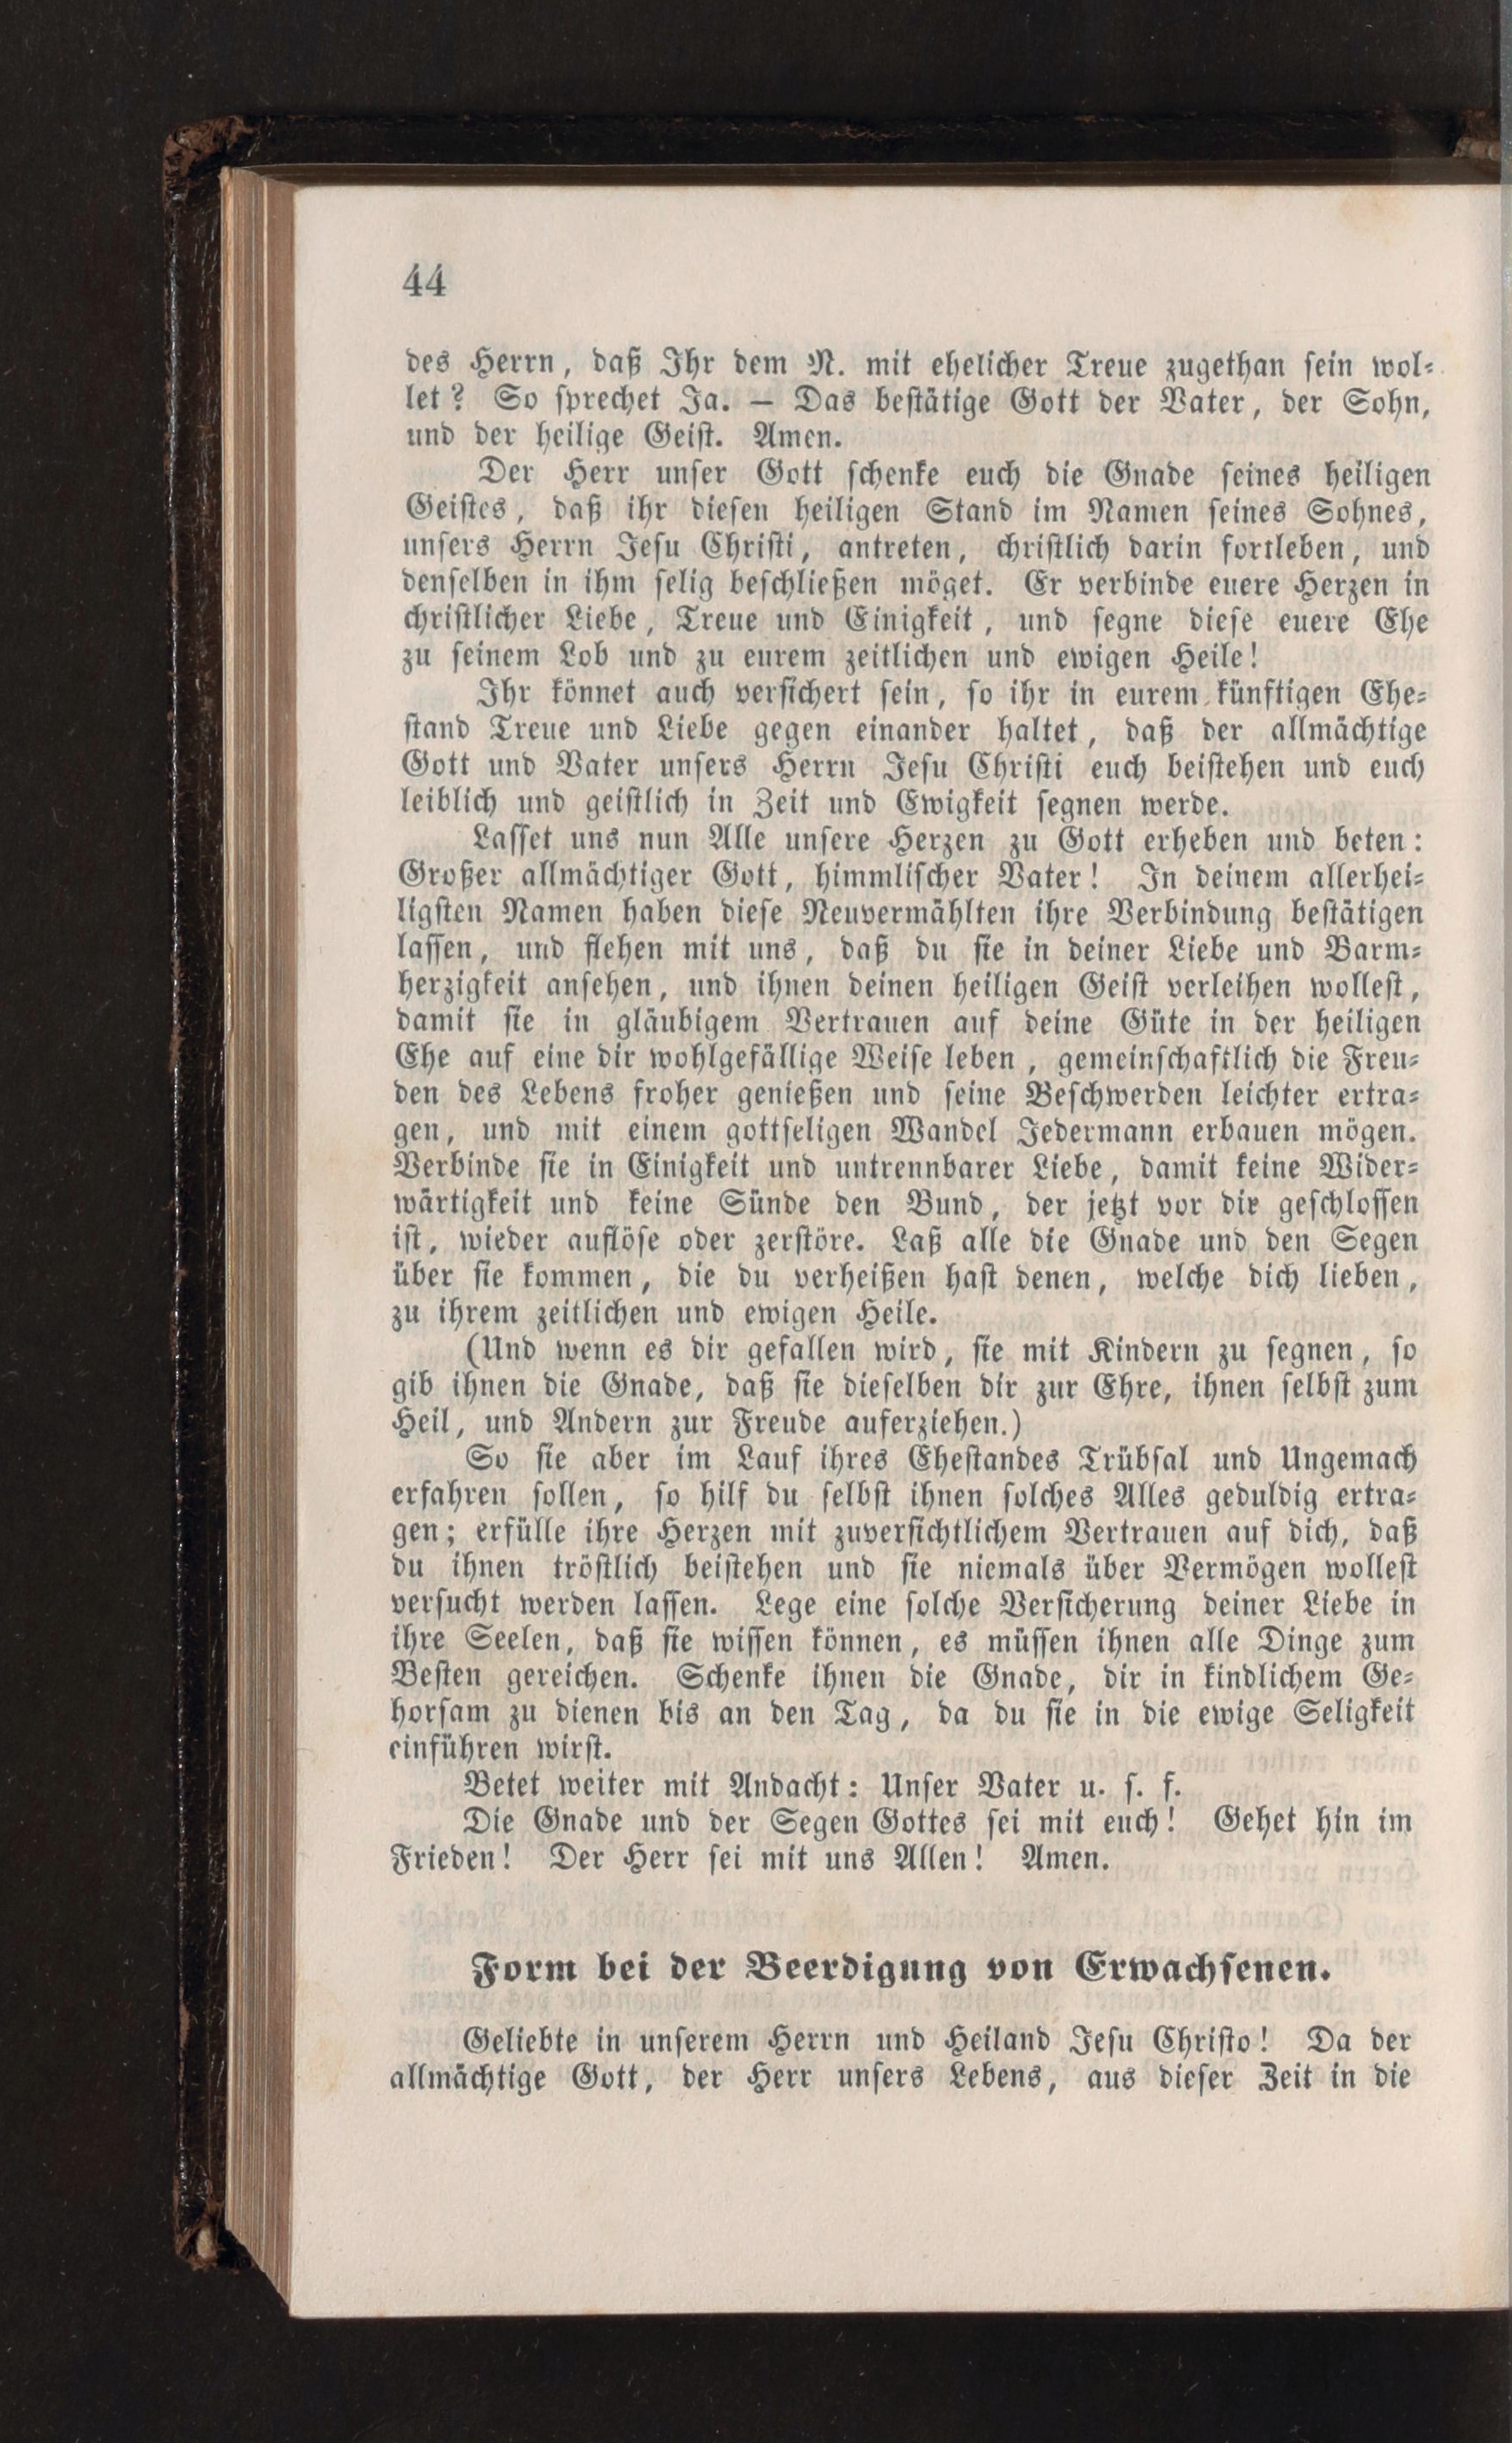 44
des Herrn, daß Ihr dem N. mit ehelicher Treue zugethan sein wol-
let? So sprechet Ja. — Das bestätige Gott der Vater, der Sohn,
und der heilige Geist. Amen.
Der Herr unser Gott schenke euch die Gnade seines heiligen
Geistes, daß ihr diesen heiligen Stand im Namen seines Sohnes,
unsers Herrn Jesu Christi, antreten, christlich darin fortleben, und
denselben in ihm selig beschließen möget. Er verbinde euere Herzen in
christlicher Liebe, Treue und Einigkeit, und segne diese euere Ehe
zu seinem Lob und zu eurem zeitlichen und ewigen Heile!
Ihr könnet auch versichert sein, so ihr in eurem künftigen Ehe-
stand Treue und Liebe gegen einander haltet, daß der allmächtige
Gott und Vater unsers Herrn Jesu Christi euch beistehen und euch
leiblich und geistlich in Zeit und Ewigkeit segnen werde.
Lasset uns nun Alle unsere Herzen zu Gott erheben und beten:
Großer allmächtiger Gott, himmlischer Vater! In deinem allerhei-
ligsten Namen haben diese Neuvermählten ihre Verbindung bestätigen
lassen, und flehen mit uns, daß du sie in deiner Liebe und Barm-
herzigkeit ansehen, und ihnen deinen heiligen Geist verleihen wollest,
damit sie in gläubigem Vertrauen auf deine Güte in der heiligen
Ehe auf eine dir wohlgefällige Weise leben, gemeinschaftlich die Freu-
den des Lebens froher genießen und seine Beschwerden leichter ertra-
gen, und mit einem gottseligen Wandel Jedermann erbauen mögen.
Verbinde sie in Einigkeit und untrennbarer Liebe, damit keine Wider-
wärtigkeit und keine Sünde den Bund, der jetzt vor dir geschlossen
ist, wieder auflöse oder zerstöre. Laß alle die Gnade und den Segen
über sie kommen, die du verheißen hast denen, welche dich lieben,
zu ihrem zeitlichen und ewigen Heile.
(Und wenn es dir gefallen wird, sie mit Kindern zu segnen, so
gib ihnen die Gnade, daß sie dieselben dir zur Ehre, ihnen selbst zum
Heil, und Andern zur Freude auferziehen.)
So sie aber im Lauf ihres Ehestandes Trübsal und Ungemach
erfahren sollen, so hilf du selbst ihnen solches Alles geduldig ertra-
gen; erfülle ihre Herzen mit zuversichtlichem Vertrauen auf dich, daß
du ihnen tröstlich beistehen und sie niemals über Vermögen wollest
versucht werden lassen. Lege eine solche Versicherung deiner Liebe in
ihre Seelen, daß sie wissen können, es müssen ihnen alle Dinge zum
Besten gereichen. Schenke ihnen die Gnade, dir in kindlichem Ge-
horsam zu dienen bis an den Tag, da du sie in die ewige Seligkeit
einführen wirst.
Betet weiter mit Andacht: Unser Vater u. s. f.
Die Gnade und der Segen Gottes sei mit euch! Gehet hin im
Frieden! Der Herr sei mit uns Allen! Amen.
Form bei der Beerdigung von Erwachsenen.
Geliebte in unserem Herrn und Heiland Jesu Christo! Da der
allmächtige Gott, der Herr unsers Lebens, aus dieser Zeit in die